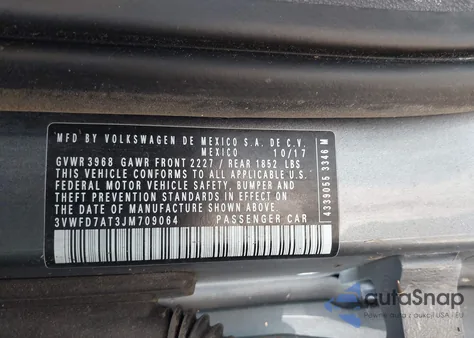 MFD BY VOLKSWAGEN DE MEXICO S.A. DE C.V.
MEXICO 10/17
GVWR 3968 GAWR FRONT 2227 / REAR 1852 LBS
THIS VEHICLE CONFORMS TO ALL APPLICABLE U.S.
FEDERAL MOTOR VEHICLE SAFETY, BUMPER AND
THEFT PREVENTION STANDARDS IN EFFECT ON
THE DATE OF MANUFACTURE SHOWN ABOVE
3VWFD7AT3JM709064 PASSENGER CAR
4339055 3346 M
autoSnap